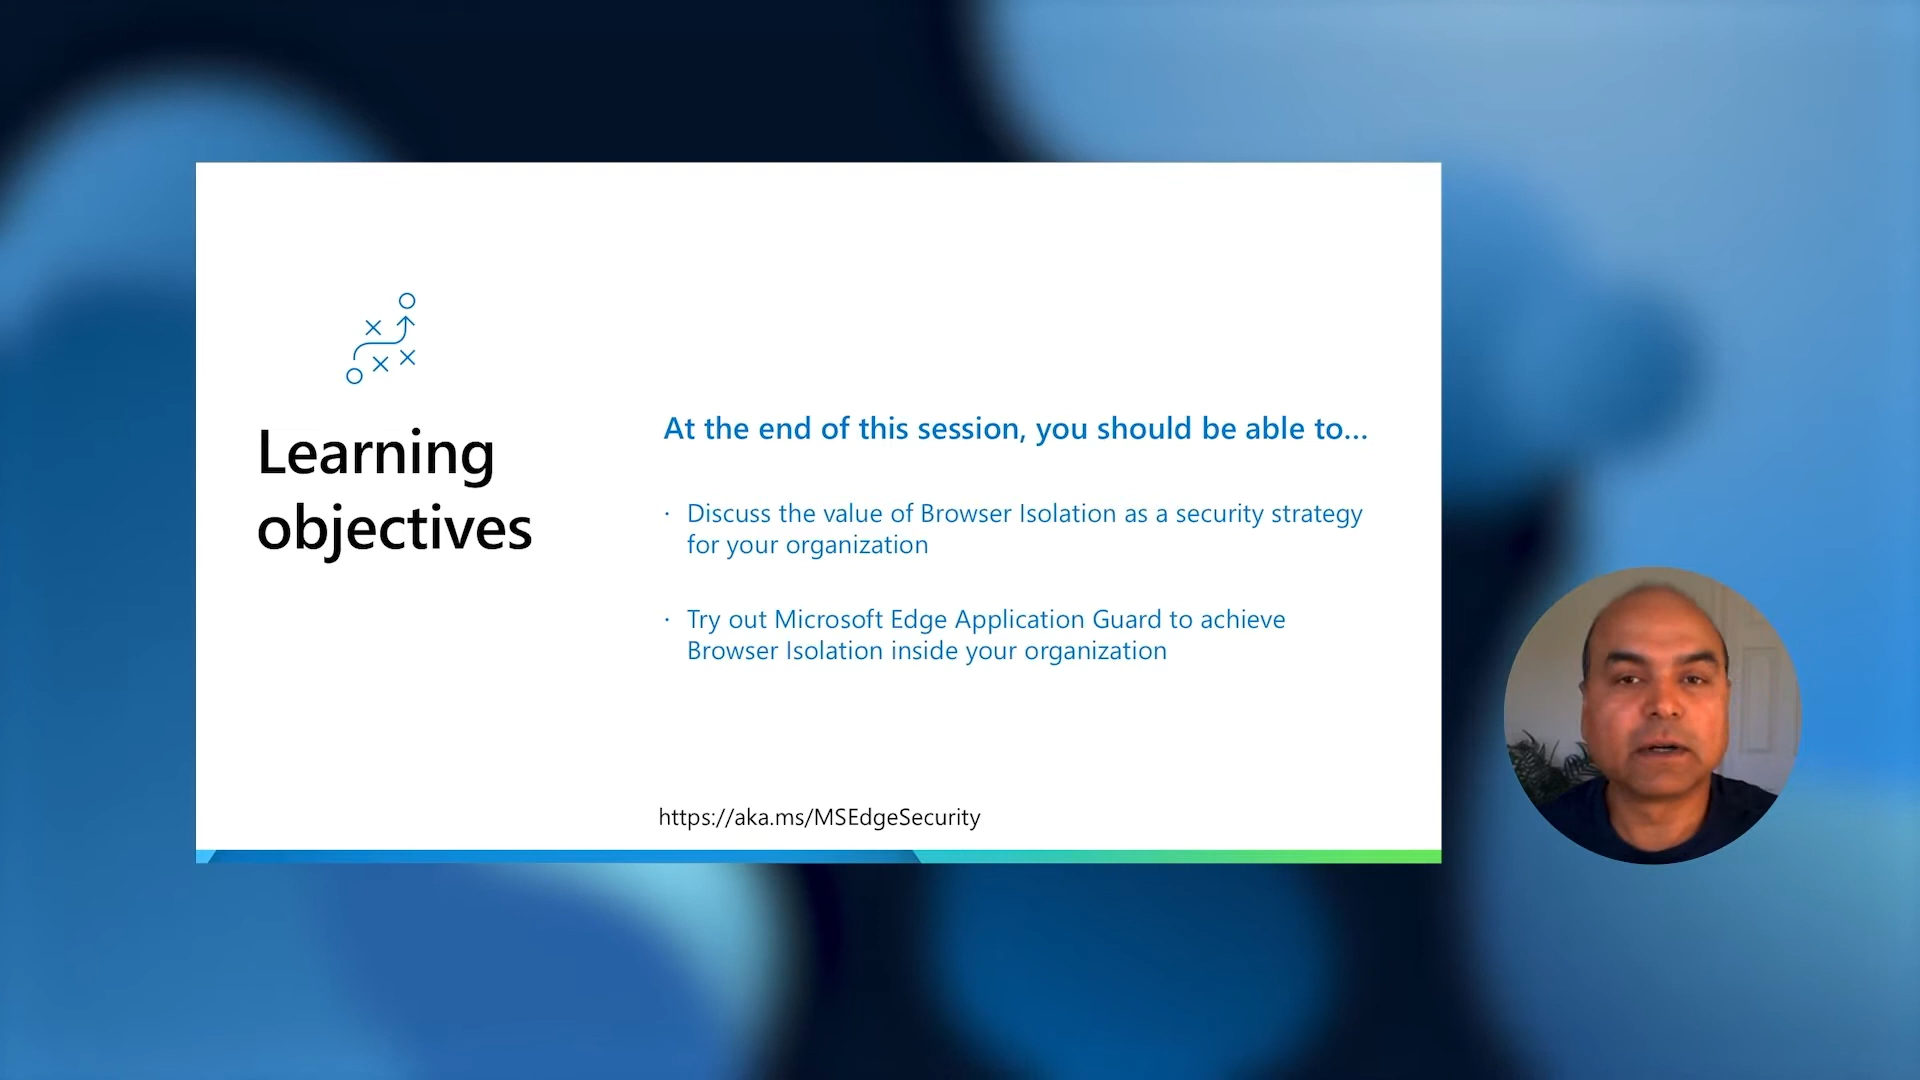 Learning
objectives
At the end of this session, you should be able to...
· Discuss the value of Browser Isolation as a security strategy
for your organization
· Try out Microsoft Edge Application Guard to achieve
Browser Isolation inside your organization
https://aka.ms/MSEdgeSecurity